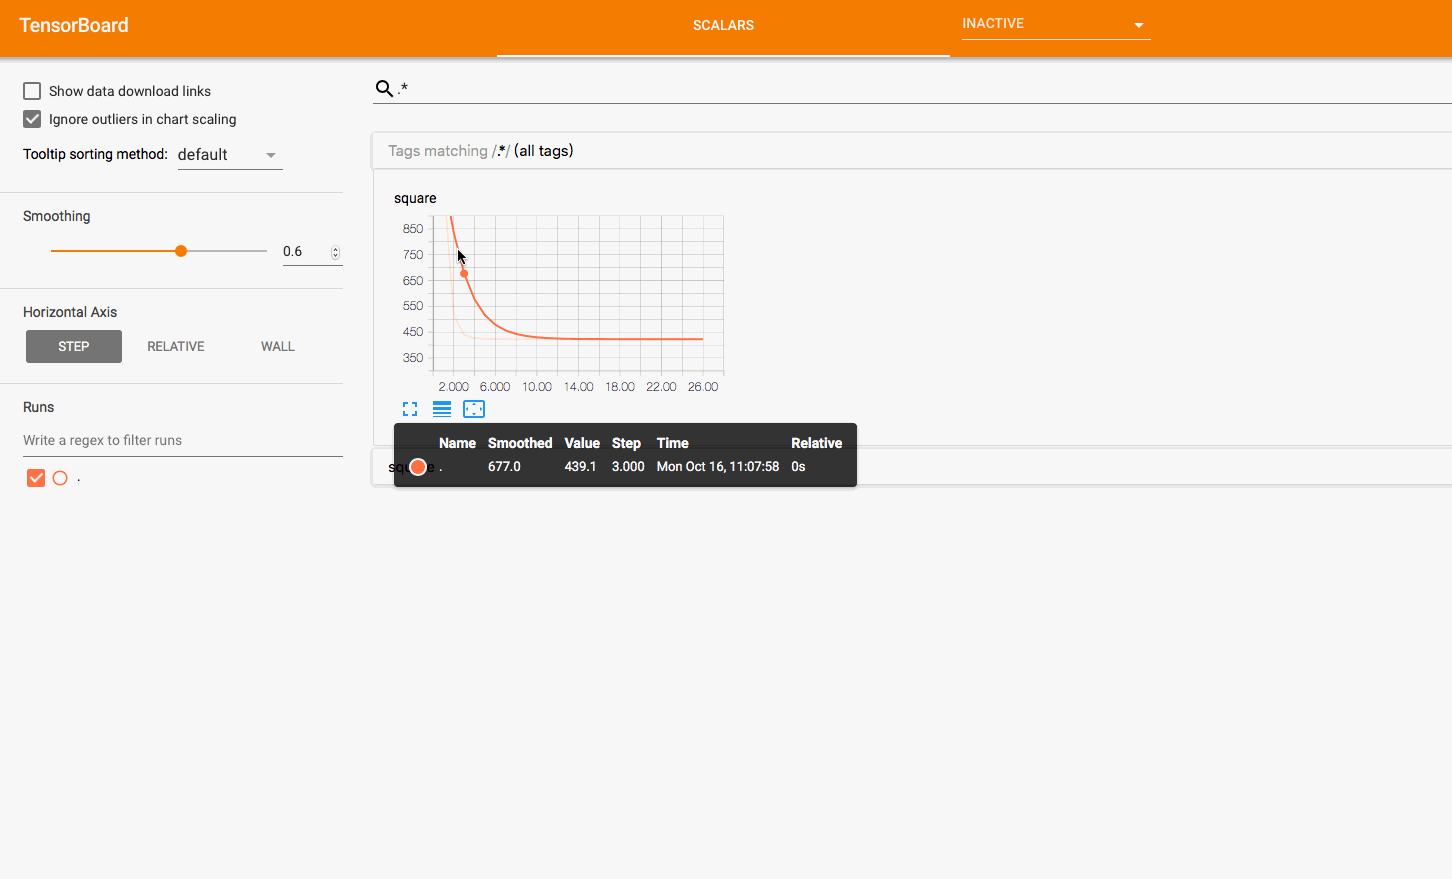 TensorBoard
SCALARS
INACTIVE
Show data download links
Ignore outliers in chart scaling
Tooltip sorting method: default
Smoothing
0.6
Horizontal Axis
STEP RELATIVE WALL
Runs
Write a regex to filter runs
.
.*
Tags matching /.*/ (all tags)
square
850
750
650
550
450
350
2.000 6.000 10.00 14.00 18.00 22.00 26.00
Name Smoothed Value Step Time Relative
. 677.0 439.1 3.000 Mon Oct 16, 11:07:58 0s
square